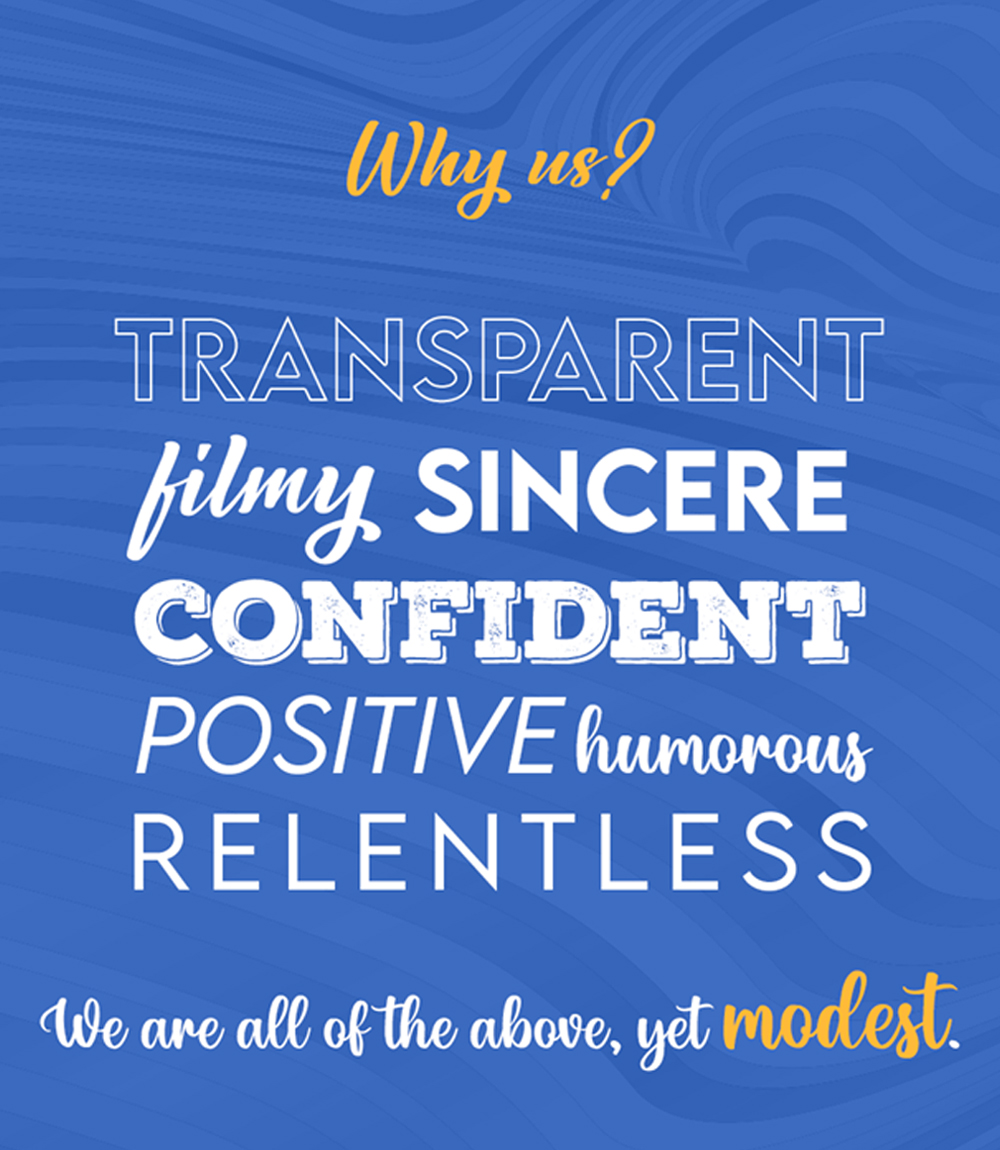 Why us?
TRANSPARENT
filmy SINCERE
CONFIDENT
POSITIVE humorous
RELENTLESS
We are all of the above, yet modest.